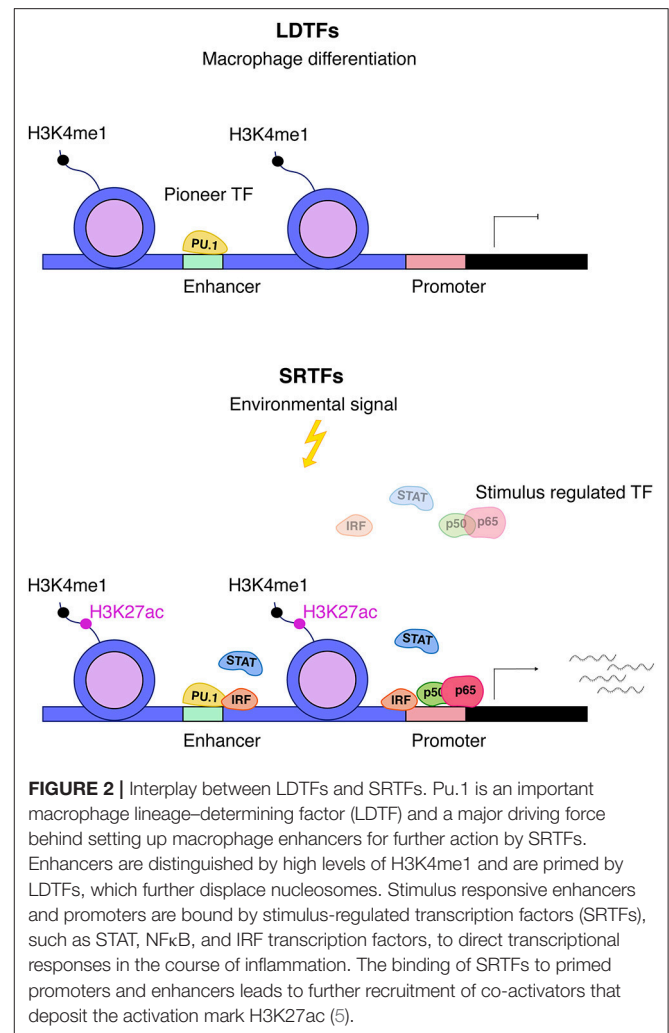 LDTFs
Macrophage differentiation
H3K4me1
H3K4me1
Pioneer TF
PU.1
Enhancer
Promoter
SRTFs
Environmental signal
STAT
Stimulus regulated TF
IRF
p50
p65
H3K4me1
H3K4me1
H3K27ac
H3K27ac
STAT
STAT
PU.1
IRF
IRF
p50
p65
Enhancer
Promoter
FIGURE 2 | Interplay between LDTFs and SRTFs. Pu.1 is an important
macrophage lineage–determining factor (LDTF) and a major driving force
behind setting up macrophage enhancers for further action by SRTFs.
Enhancers are distinguished by high levels of H3K4me1 and are primed by
LDTFs, which further displace nucleosomes. Stimulus responsive enhancers
and promoters are bound by stimulus-regulated transcription factors (SRTFs),
such as STAT, NFκB, and IRF transcription factors, to direct transcriptional
responses in the course of inflammation. The binding of SRTFs to primed
promoters and enhancers leads to further recruitment of co-activators that
deposit the activation mark H3K27ac (5).